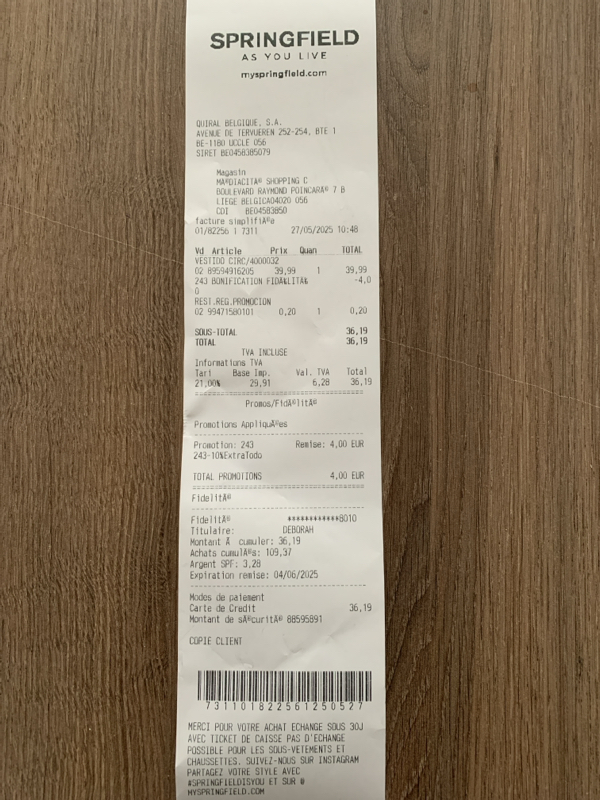 SPRINGFIELD
AS YOU LIVE
myspringfield.com
QUIRAL BELGIQUE, S.A.
AVENUE DE TERVUEREN 252-254, BTE 1
BE-1180 UCCLE 056
SIRET BE0458385079
Magasin
MÃ©DIACITÃ© SHOPPING C
BOULEVARD RAYMOND POINCARÃ© 7 B
LIEGE BELGICA04020 056
CDI BE04583850
facture simplifiÃ©e
01/82256 1 7311 27/05/2025 10:48
Vd Article Prix Quan TOTAL
VESTIDO CIRC/4000032
02 89594916205 39,99 1 39,99
243 BONIFICATION FIDÃ‰LITÃ‰ -4,0
0
REST.REG.PROMOCION
02 99471580101 0,20 1 0,20
SOUS-TOTAL 36,19
TOTAL 36,19
TVA INCLUSE
Informations TVA
Tari Base Imp. Val. TVA Total
21,00% 29,91 6,28 36,19
Promos/FidÃ©litÃ©
Promotions AppliquÃ©es
Promotion: 243 Remise: 4,00 EUR
243-10%ExtraTodo
TOTAL PROMOTIONS 4,00 EUR
FidelitÃ©
FidelitÃ© ************8010
Titulaire: DEBORAH
Montant Ã cumuler: 36,19
Achats cumulÃ©s: 109,37
Argent SPF: 3,28
Expiration remise: 04/06/2025
Modes de paiement
Carte de Credit 36,19
Montant de sÃ©curitÃ© 88595891
COPIE CLIENT
731101822561250527
MERCI POUR VOTRE ACHAT ECHANGE SOUS 30J
AVEC TICKET DE CAISSE PAS D'ECHANGE
POSSIBLE POUR LES SOUS-VETEMENTS ET
CHAUSSETTES. SUIVEZ-NOUS SUR INSTAGRAM
PARTAGEZ VOTRE STYLE AVEC
#SPRINGFIELDISYOU ET SUR @
MYSPRINGFIELD.COM